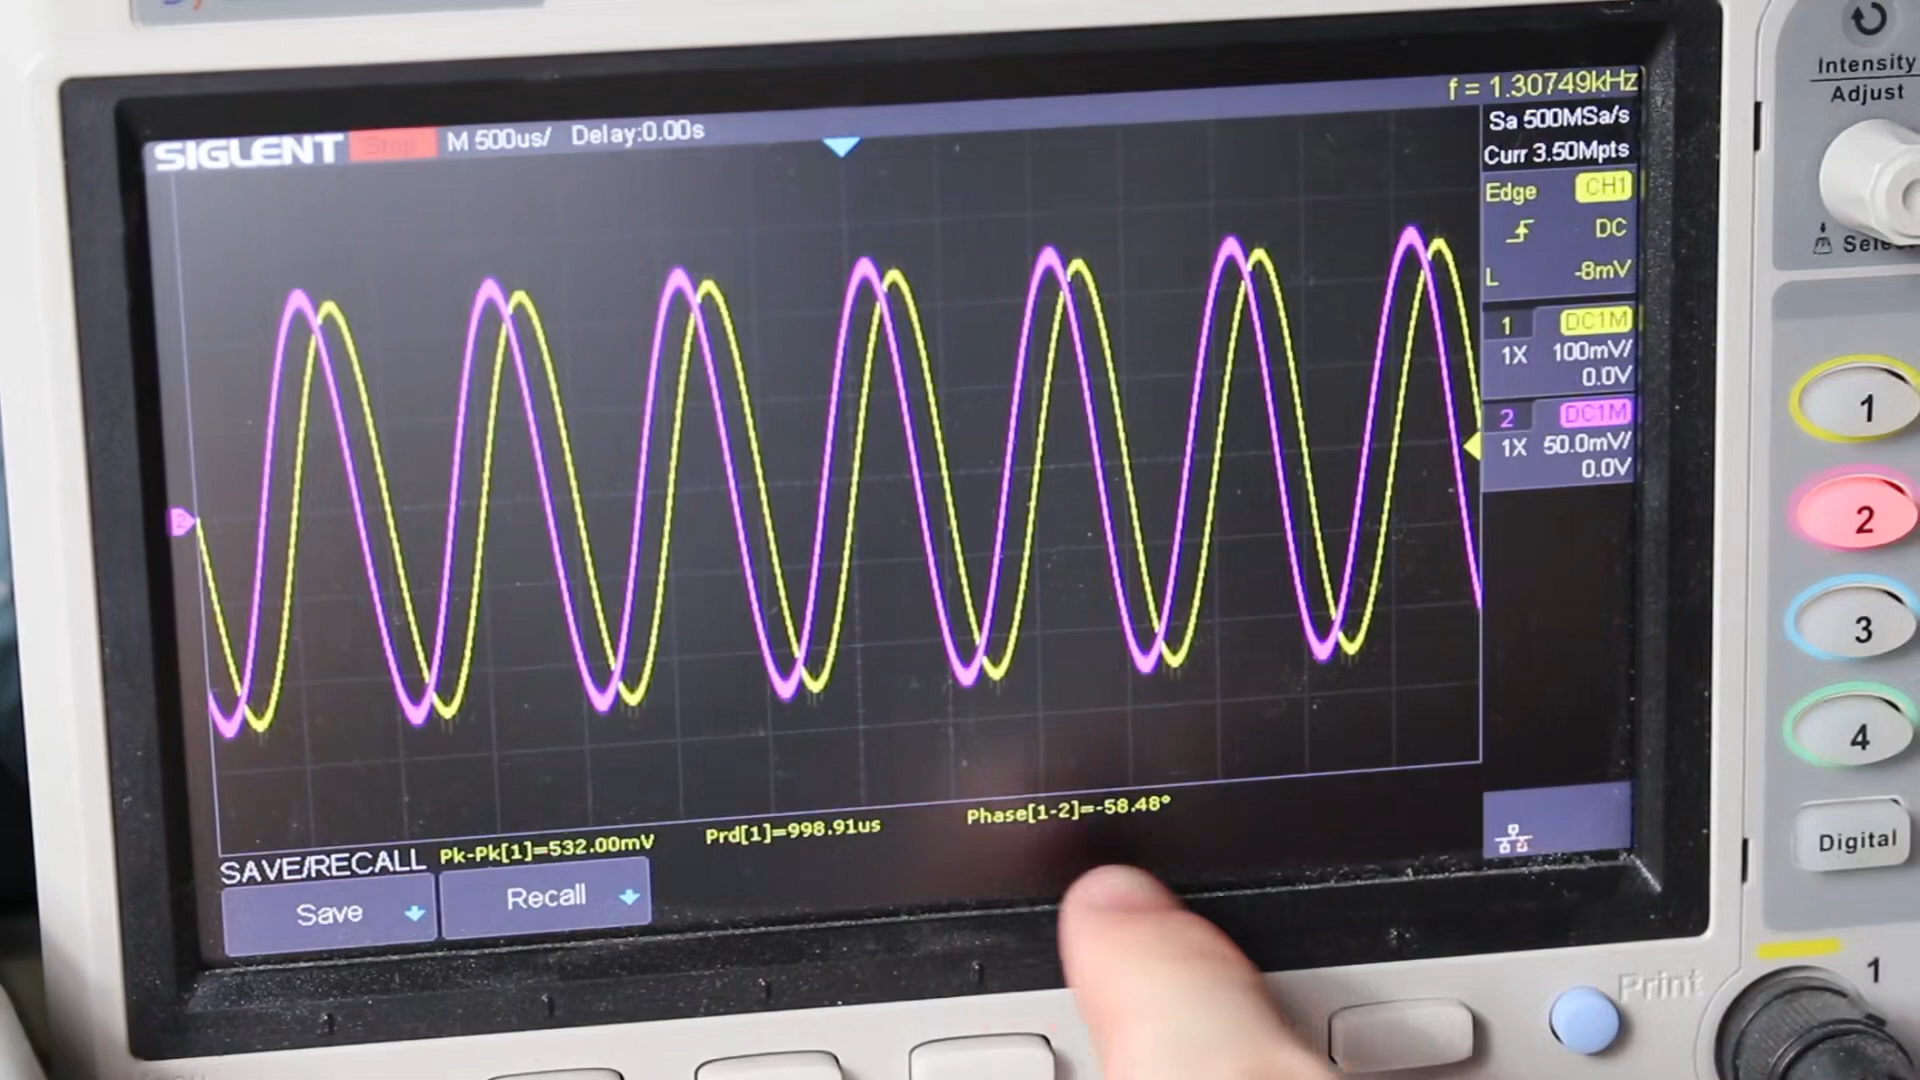 f = 1.30749kHz
SIGLENT Stop M 500us/ Delay:0.00s
Sa 500MSa/s
Curr 3.50Mpts
Edge CH1
DC
L -8mV
1 DC1M
1X 100mV/
0.0V
2 DC1M
1X 50.0mV/
0.0V
2
Pk-Pk[1]=532.00mV Prd[1]=998.91us Phase[1-2]=-58.48°
SAVE/RECALL
Save Recall
Intensity
Adjust
1
2
3
4
Digital
Print
1